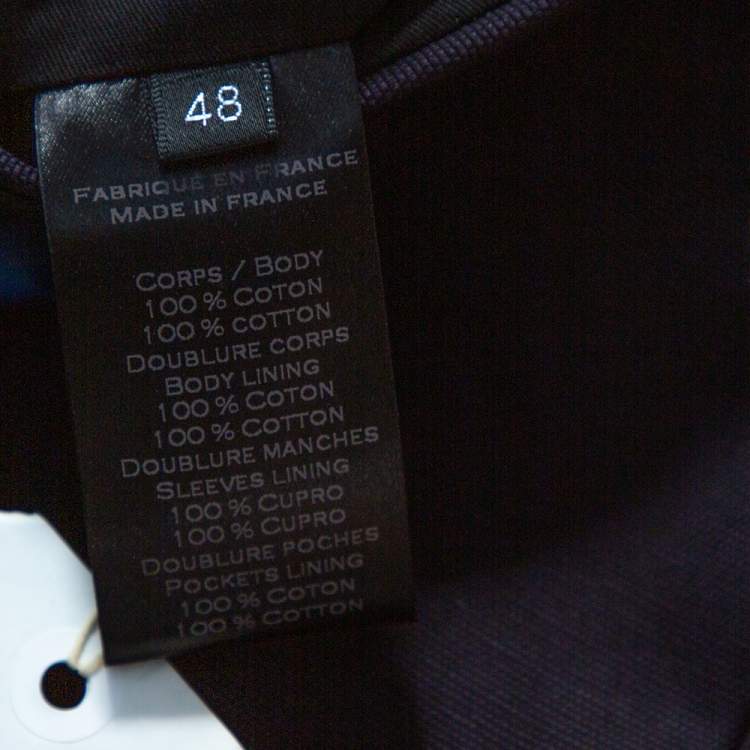 48
FABRIQUE EN FRANCE
MADE IN FRANCE
CORPS / BODY
100 % COTON
100 % COTTON
DOUBLURE CORPS
BODY LINING
100 % COTON
100 % COTTON
DOUBLURE MANCHES
SLEEVES LINING
100 % CUPRO
100 % CUPRO
DOUBLURE POCHES
POCKETS LINING
100 % COTON
100 % COTTON